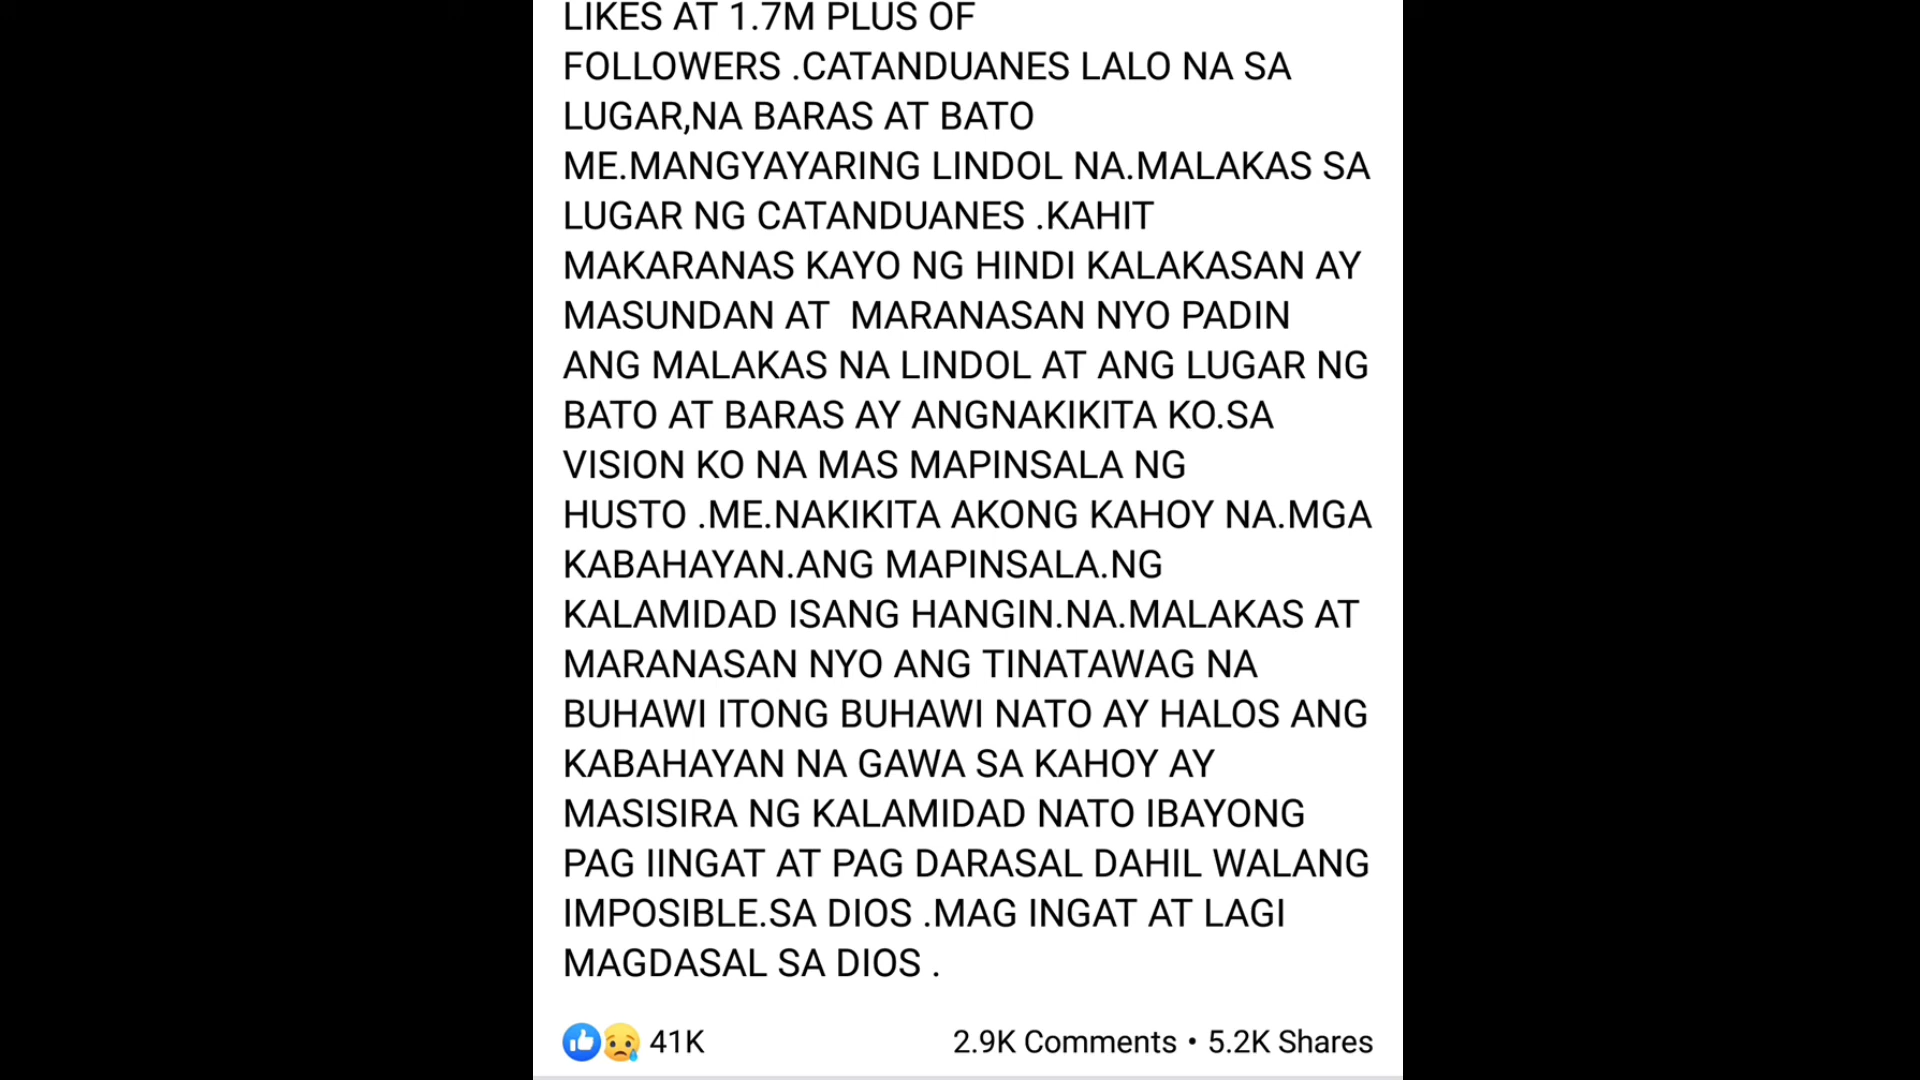 LIKES AT 1.7M PLUS OF
FOLLOWERS .CATANDUANES LALO NA SA
LUGAR,NA BARAS AT BATO
ME.MANGYAYARING LINDOL NA.MALAKAS SA
LUGAR NG CATANDUANES .KAHIT
MAKARANAS KAYO NG HINDI KALAKASAN AY
MASUNDAN AT  MARANASAN NYO PADIN
ANG MALAKAS NA LINDOL AT ANG LUGAR NG
BATO AT BARAS AY ANGNAKIKITA KO.SA
VISION KO NA MAS MAPINSALA NG
HUSTO .ME.NAKIKITA AKONG KAHOY NA.MGA
KABAHAYAN.ANG MAPINSALA.NG
KALAMIDAD ISANG HANGIN.NA.MALAKAS AT
MARANASAN NYO ANG TINATAWAG NA
BUHAWI ITONG BUHAWI NATO AY HALOS ANG
KABAHAYAN NA GAWA SA KAHOY AY
MASISIRA NG KALAMIDAD NATO IBAYONG
PAG IINGAT AT PAG DARASAL DAHIL WALANG
IMPOSIBLE.SA DIOS .MAG INGAT AT LAGI
MAGDASAL SA DIOS .
41K 2.9K Comments • 5.2K Shares